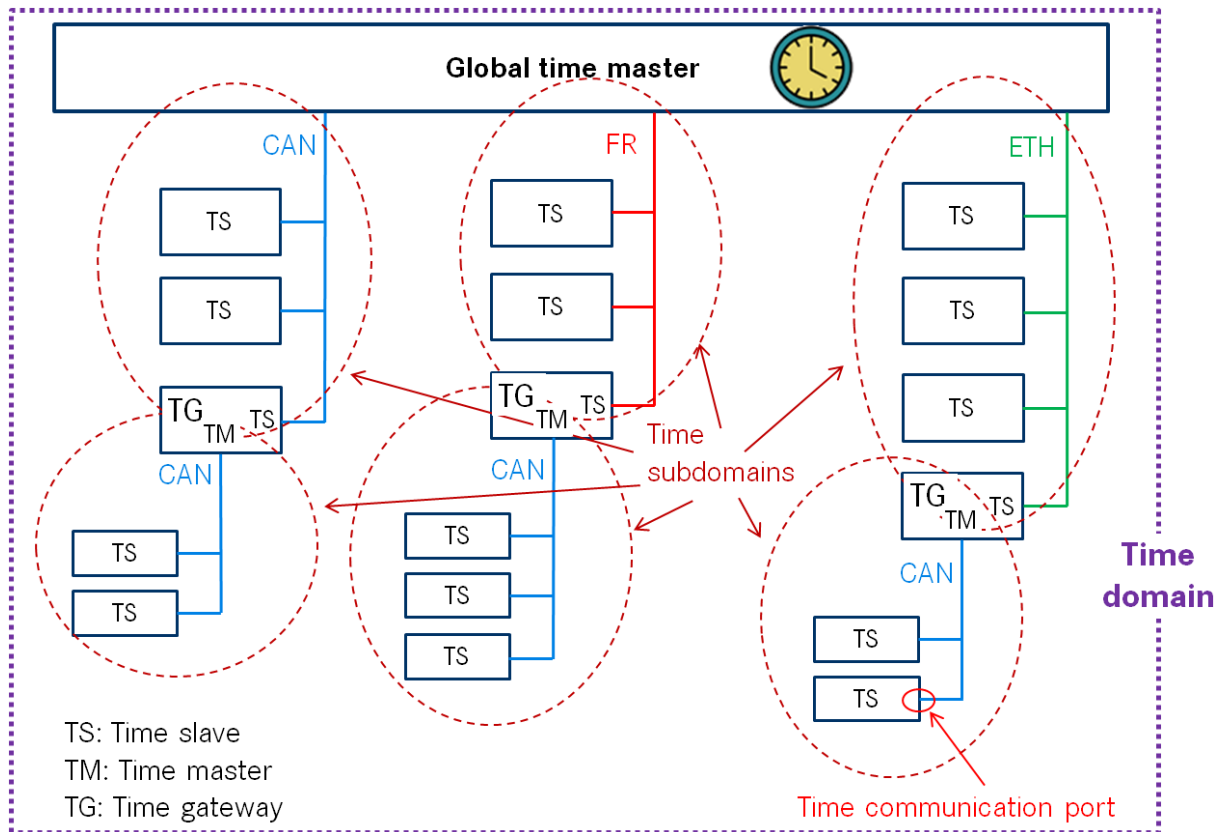 Global time master
CAN
FR
ETH
TS
TS
TS
TS
TS
TS
TS
TG
TM
TS
TG
TM
TS
TG
TM
TS
Time
subdomains
CAN
CAN
CAN
TS
TS
TS
TS
TS
TS
TS
Time
domain
TS: Time slave
TM: Time master
TG: Time gateway
Time communication port